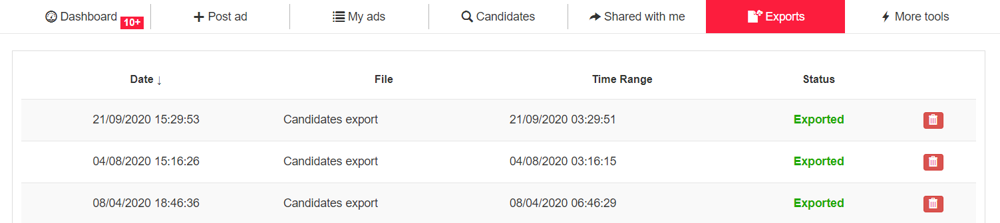 Dashboard 10+ Post ad My ads Candidates Shared with me Exports More tools
Date ↓ File Time Range Status
21/09/2020 15:29:53 Candidates export 21/09/2020 03:29:51 Exported
04/08/2020 15:16:26 Candidates export 04/08/2020 03:16:15 Exported
08/04/2020 18:46:36 Candidates export 08/04/2020 06:46:29 Exported